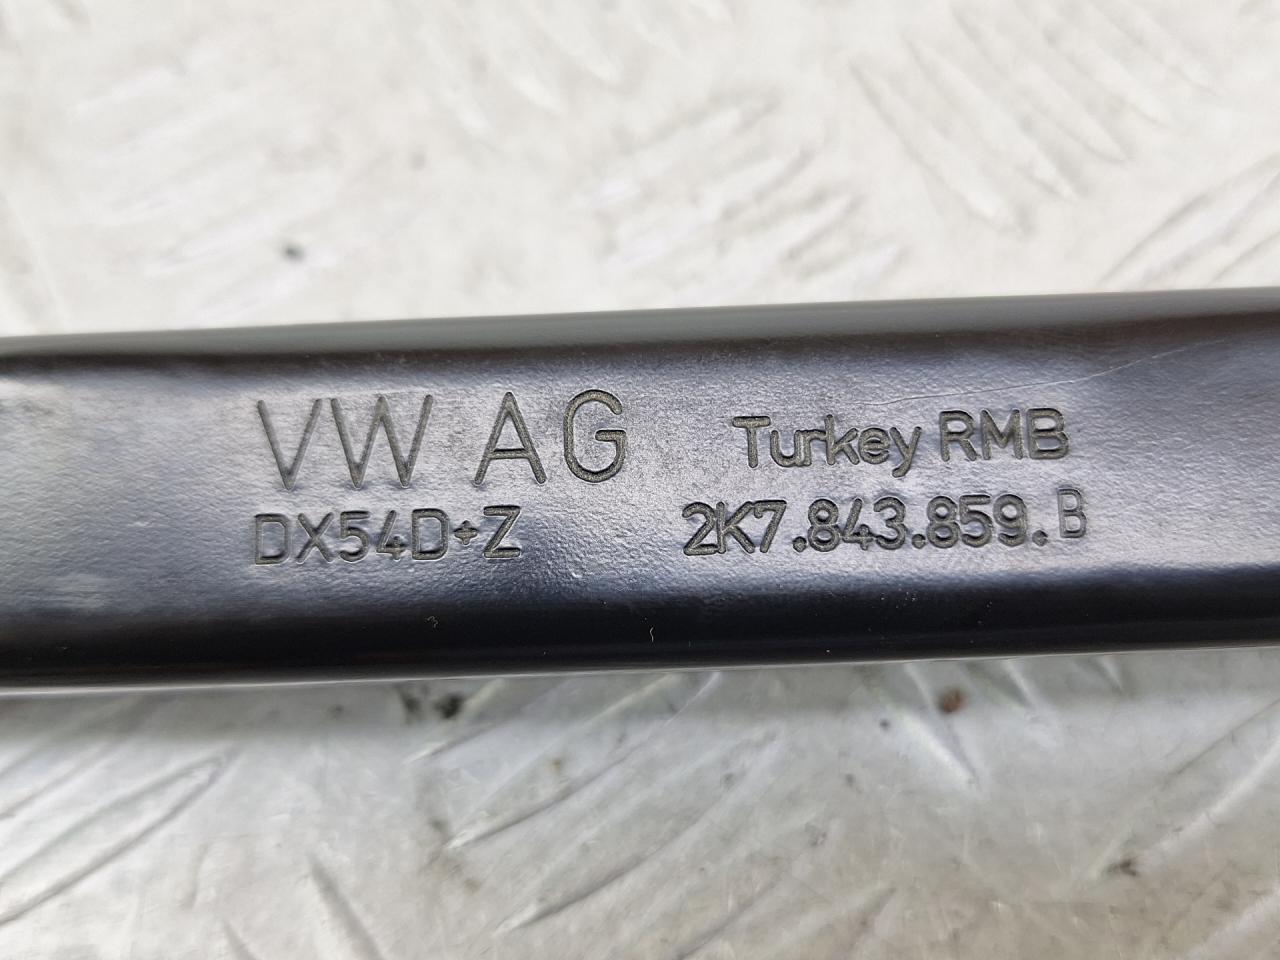 VW AG
Turkey RMB
DX54D+Z
2K7.843.859.B